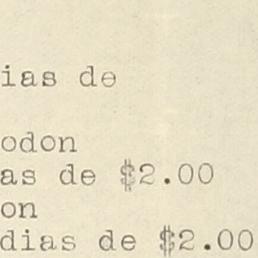 ias de
odon
as de $2.00
on
dias de $2.00